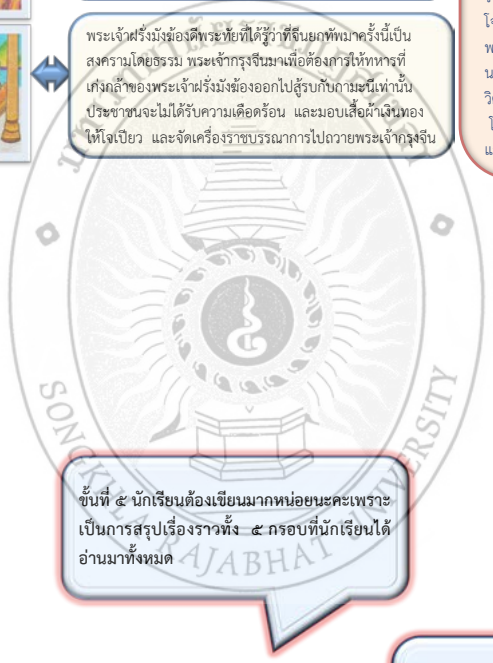 พระเจ้าฝรั่งมังฆ้องดีพระทัยที่ได้รู้ว่าที่จีนยกทัพมาครั้งนี้เป็น
สงครามโดยธรรม พระเจ้ากรุงจีนมาเพื่อต้องการให้ทหารที่
เก่งกล้าของพระเจ้าฝรั่งมังฆ้องออกไปสู้รบกับกามะนีเท่านั้น
ประชาชนจะไม่ได้รับความเดือดร้อน และมอบเสื้อผ้าเงินทอง
ให้โจเปียว และจัดเครื่องราชบรรณาการไปถวายพระเจ้ากรุงจีน
SONGKHLA RAJABHAT UNIVERSITY
ขั้นที่ ๕ นักเรียนต้องเขียนมากหน่อยนะคะเพราะ
เป็นการสรุปเรื่องราวทั้ง ๕ กรอบที่นักเรียนได้
อ่านมาทั้งหมด